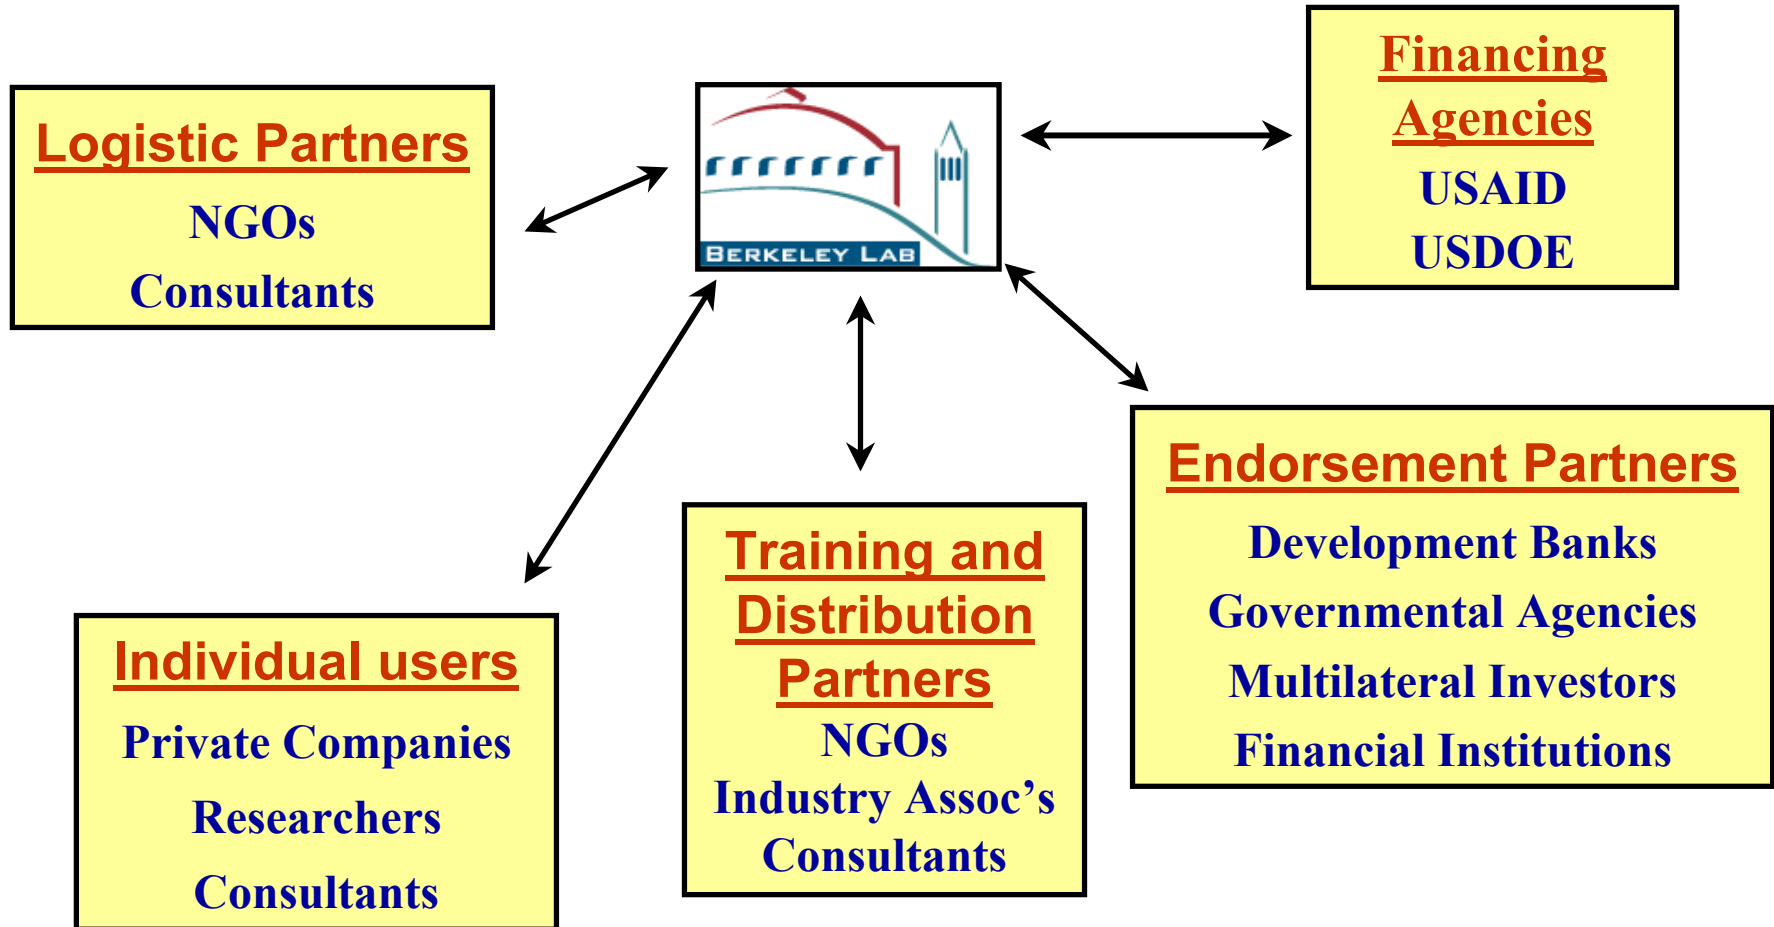 Logistic Partners
NGOs
Consultants
BERKELEY LAB
Financing
Agencies
USAID
USDOE
Individual users
Private Companies
Researchers
Consultants
Training and
Distribution
Partners
NGOs
Industry Assoc’s
Consultants
Endorsement Partners
Development Banks
Governmental Agencies
Multilateral Investors
Financial Institutions